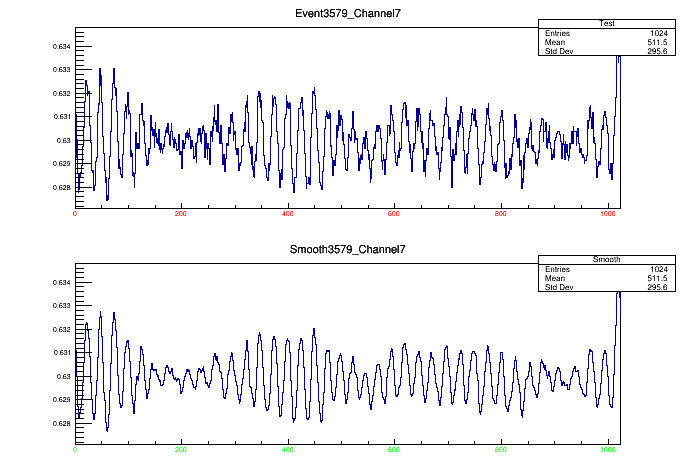 Event3579_Channel7
Test
Entries 1024
Mean 511.5
Std Dev 295.6
0.634
0.633
0.632
0.631
0.63
0.629
0.628
0 200 400 600 800 1000
Smooth3579_Channel7
Smooth
Entries 1024
Mean 511.5
Std Dev 295.6
0.634
0.633
0.632
0.631
0.63
0.629
0.628
0 200 400 600 800 1000